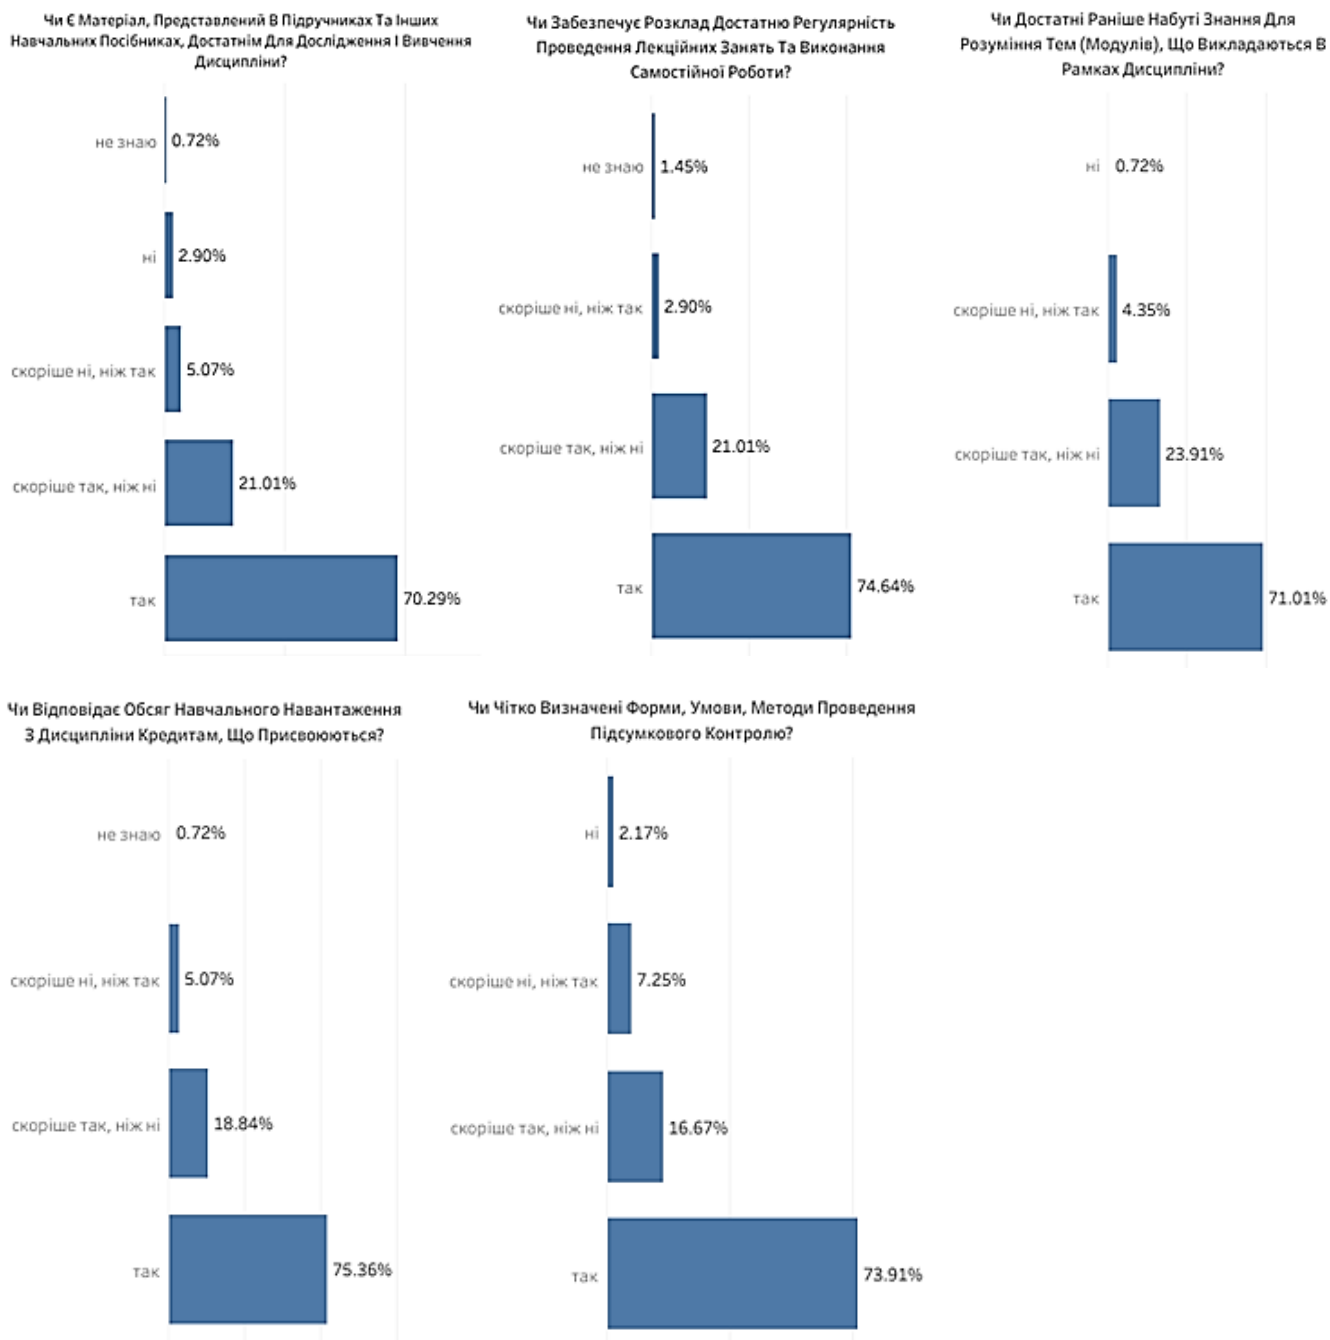 Чи Є Матеріал, Представлений В Підручниках Та Інших
Навчальних Посібниках, Достатнім Для Дослідження І Вивчення
Дисципліни?
не знаю 0.72%
ні 2.90%
скоріше ні, ніж так 5.07%
скоріше так, ніж ні 21.01%
так 70.29%
Чи Забезпечує Розклад Достатню Регулярність
Проведення Лекційних Занять Та Виконання
Самостійної Роботи?
не знаю 1.45%
скоріше ні, ніж так 2.90%
скоріше так, ніж ні 21.01%
так 74.64%
Чи Достатні Раніше Набуті Знання Для
Розуміння Тем (Модулів), Що Викладаються В
Рамках Дисципліни?
ні 0.72%
скоріше ні, ніж так 4.35%
скоріше так, ніж ні 23.91%
так 71.01%
Чи Відповідає Обсяг Навчального Навантаження
З Дисципліни Кредитам, Що Присвоюються?
не знаю 0.72%
скоріше ні, ніж так 5.07%
скоріше так, ніж ні 18.84%
так 75.36%
Чи Чітко Визначені Форми, Умови, Методи Проведення
Підсумкового Контролю?
ні 2.17%
скоріше ні, ніж так 7.25%
скоріше так, ніж ні 16.67%
так 73.91%